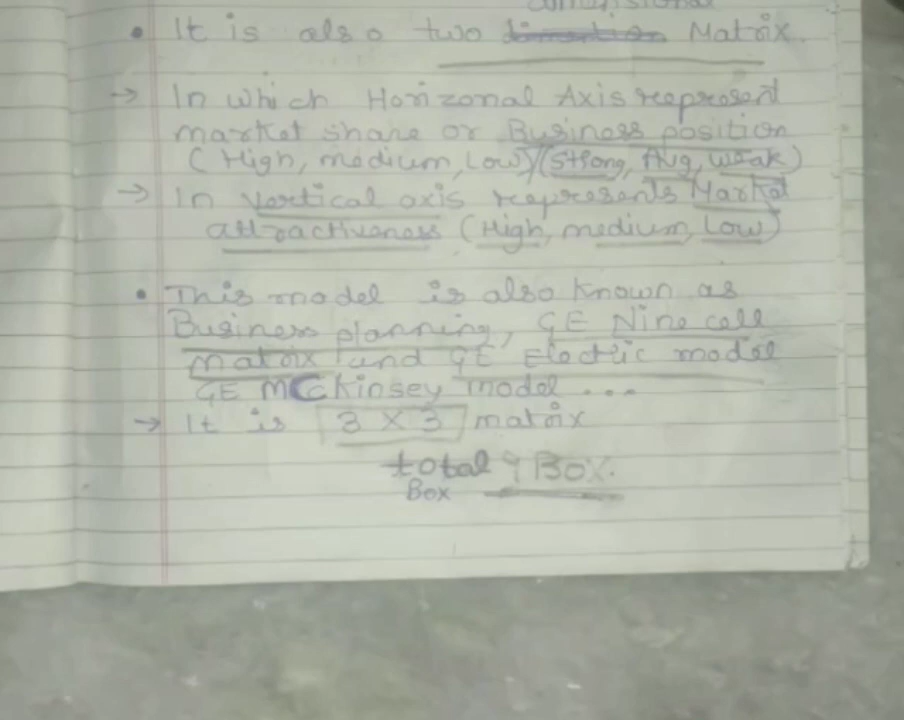 • It is also two Matrix.
→ In which Horizonal Axis represent
market share or Business position
(High, medium, Low) (Strong, Avg, weak)
→ In vertical axis represents Market
attractiveness (High, medium, Low)
• This model is also known as
Business planning, GE Nine cell
matrix and GE Electric model
GE McKinsey model ...
→ It is 3 X 3 matrix
total 9 Box.
Box